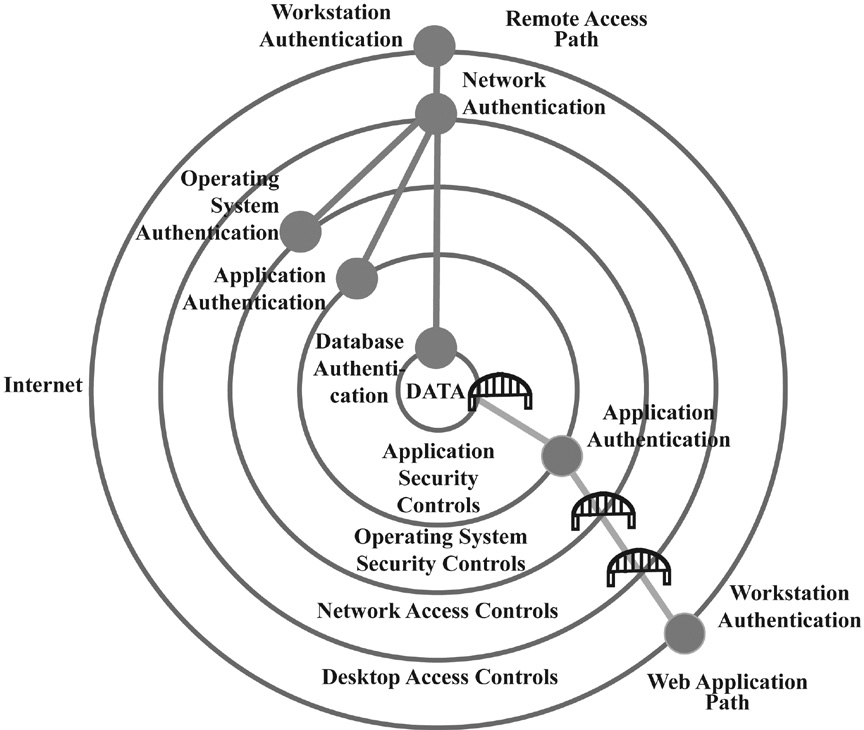 Workstation
Authentication
Remote Access
Path
Network
Authentication
Operating
System
Authentication
Application
Authentication
Database
Authenti-
cation
DATA
Internet
Application
Authentication
Application
Security
Controls
Operating System
Security Controls
Network Access Controls
Desktop Access Controls
Workstation
Authentication
Web Application
Path